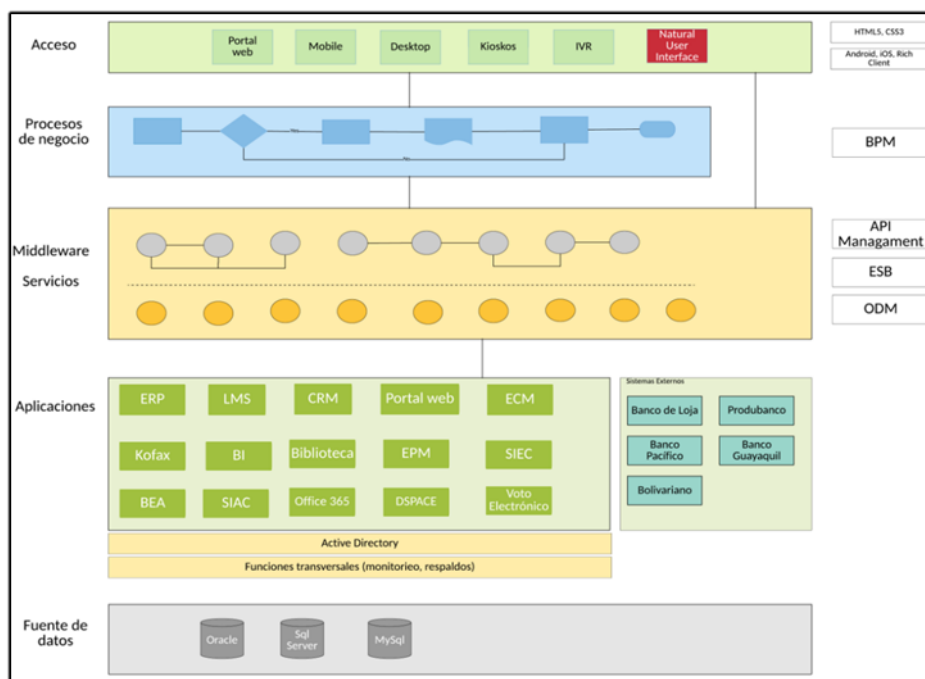 Acceso
Portal
web
Mobile
Desktop
Kioskos
IVR
Natural
User
Interface
HTML5, CSS3
Android, iOS, Rich
Client
Procesos
de negocio
BPM
Middleware
Servicios
API
Managament
ESB
ODM
Aplicaciones
ERP
LMS
CRM
Portal web
ECM
Kofax
BI
Biblioteca
EPM
SIEC
BEA
SIAC
Office 365
DSPACE
Voto
Electrónico
Sistemas Externos
Banco de Loja
Produbanco
Banco
Pacífico
Banco
Guayaquil
Bolivariano
Active Directory
Funciones transversales (monitorieo, respaldos)
Fuente de
datos
Oracle
Sql
Server
MySql